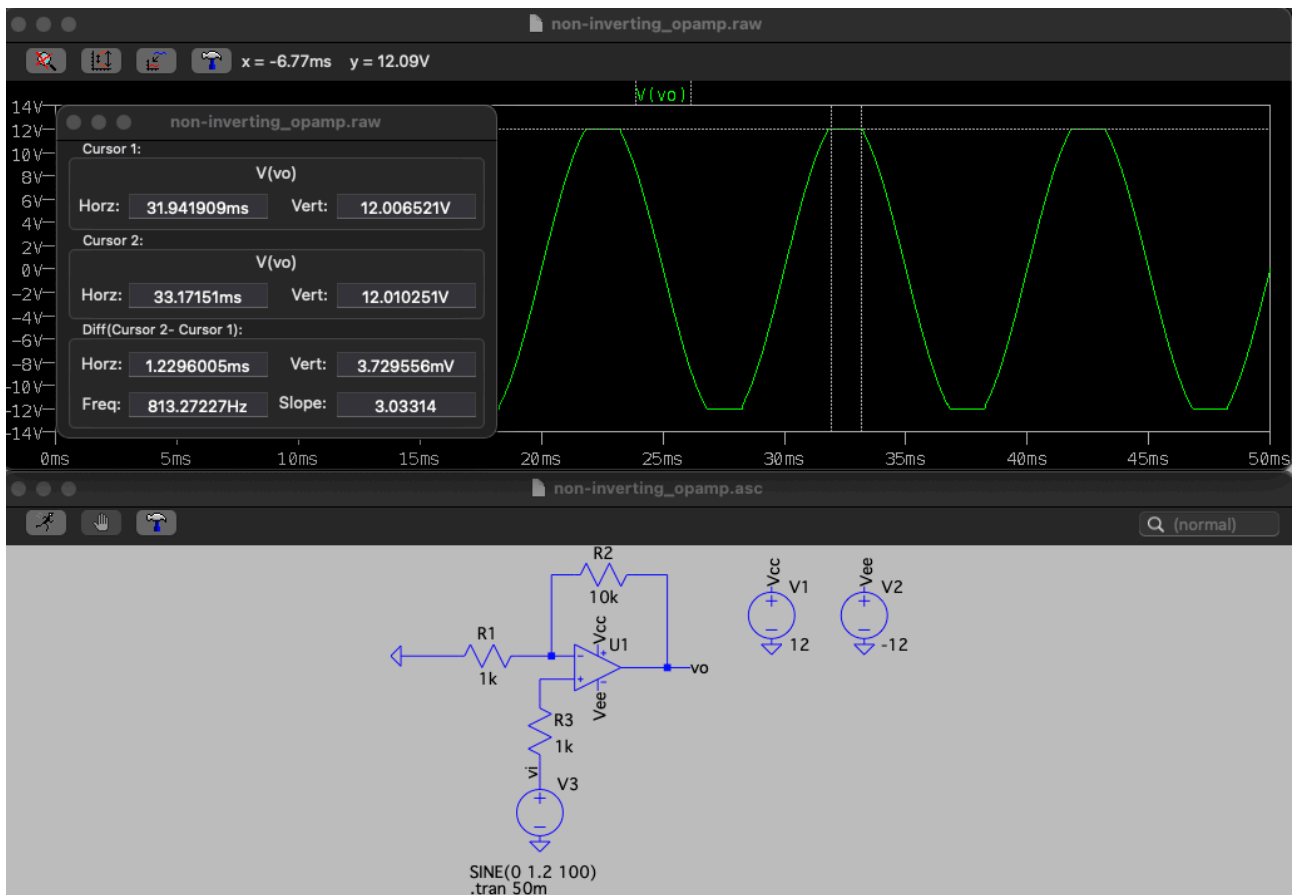 non-inverting_opamp.raw
x = -6.77ms y = 12.09V
V(vo)
14V
12V
10V
8V
6V
4V
2V
0V
-2V
-4V
-6V
-8V
-10V
-12V
-14V
non-inverting_opamp.raw
Cursor 1:
V(vo)
Horz: 31.941909ms Vert: 12.006521V
Cursor 2:
V(vo)
Horz: 33.17151ms Vert: 12.010251V
Diff(Cursor 2- Cursor 1):
Horz: 1.2296005ms Vert: 3.729556mV
Freq: 813.27227Hz Slope: 3.03314
0ms 5ms 10ms 15ms 20ms 25ms 30ms 35ms 40ms 45ms 50ms
non-inverting_opamp.asc
(normal)
R2
10k
R1
1k
Vcc
U1
Vee
vo
R3
1k
vi
V3
SINE(0 1.2 100)
.tran 50m
Vcc
V1
12
Vee
V2
-12